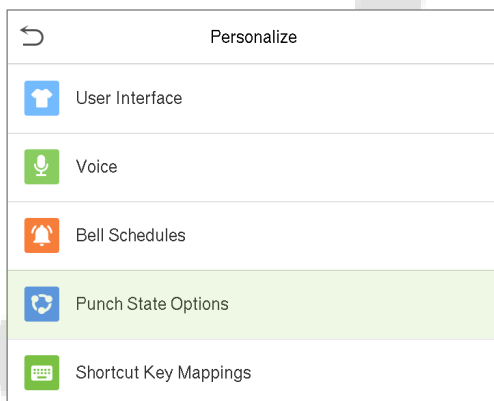 Personalize
User Interface
Voice
Bell Schedules
Punch State Options
Shortcut Key Mappings